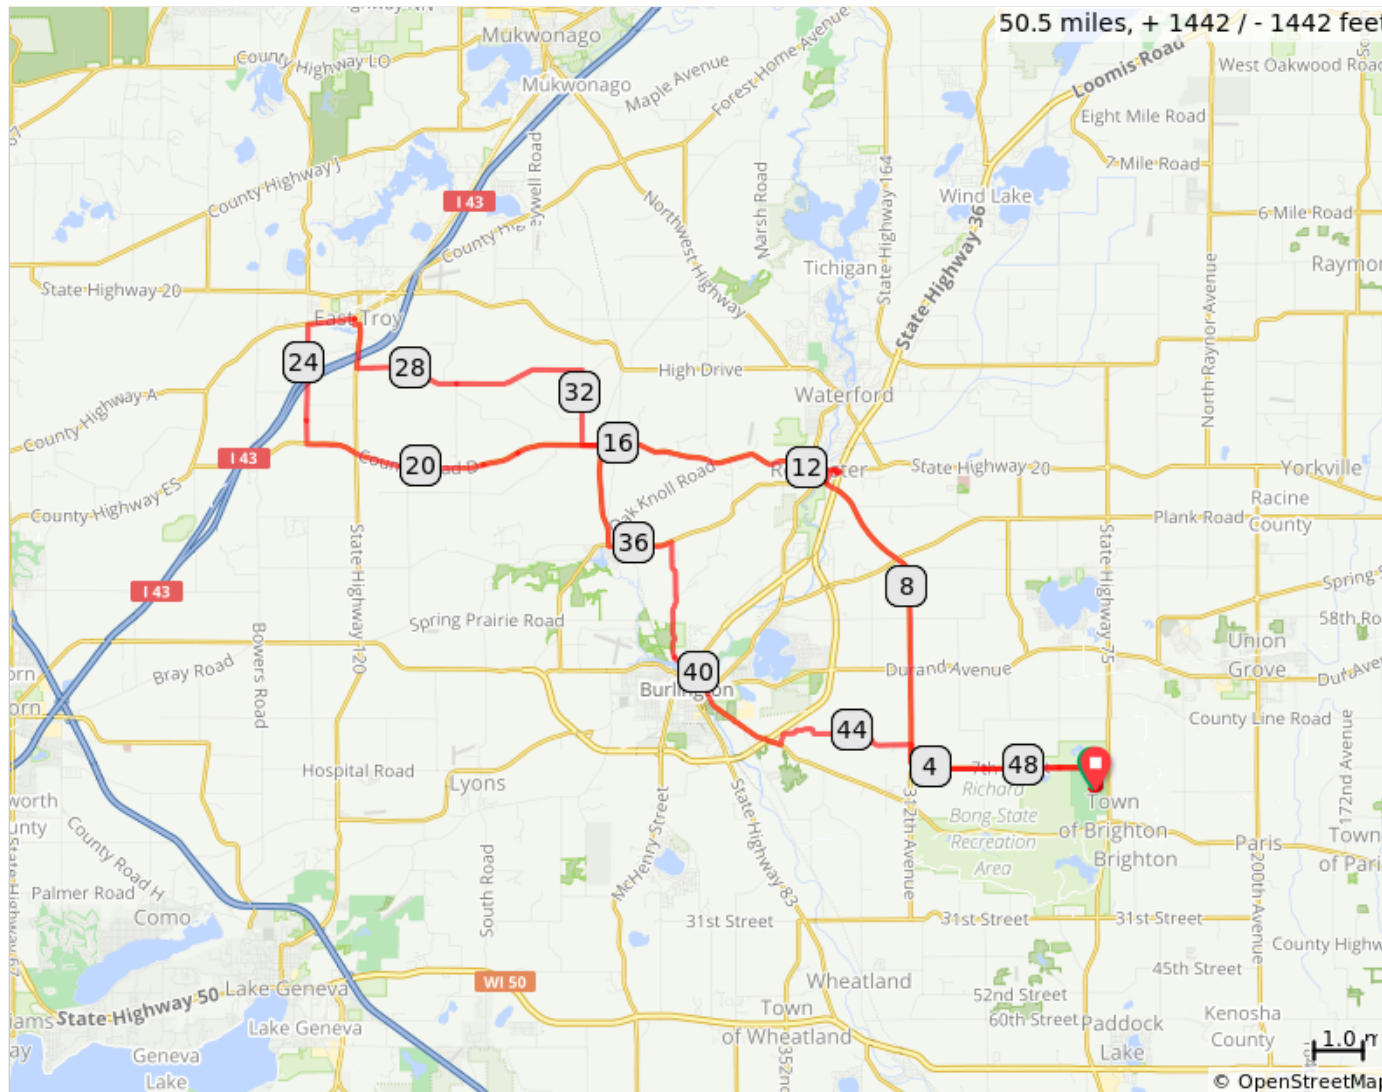 50.5 miles, + 1442 / - 1442 feet
Mukwonago
County Highway LO
Loomis Road
West Oakwood Road
Mukwonago
Maple Avenue
Forest Home Avenue
Eight Mile Road
7 Mile Road
County Highway J
I 43
Wind Lake
6 Mile Road
Northwest Highway
Marsh Road
State Highway 164
State Highway 36
Tichigan
North Raynor Avenue
State Highway 20
East Troy
24
28
High Drive
32
Waterford
County Highway A
16
12
I 43
20
State Highway 20
Yorkville
Racine
County
Oak Knoll Road
County Highway ES
Plank Road
36
State Highway 120
State Highway 75
8
I 43
Spring Prairie Road
58th
Union
Grove
Bowers Road
Bray Road
Durand Avenue
40
Burlington
County Line Road
44
4
48
Hospital Road
Lyons
Richard
Bong State
Recreation
Area
Town
of Brighton
Brighton
172nd Avenue
312th Avenue
Paris
Town
of Paris
County Road H
McHenry Street
State Highway 83
South Road
200th Avenue
Palmer Road
Como
31st Street
31st Street
31st Street
45th Street
WI 50
Wheatland
Lake Geneva
State Highway 50
52nd Street
60th Street
Town
of Wheatland
Paddock
Lake
Kenosha
County
Lake Geneva
Geneva
Lake
1.0
© OpenStreetMap